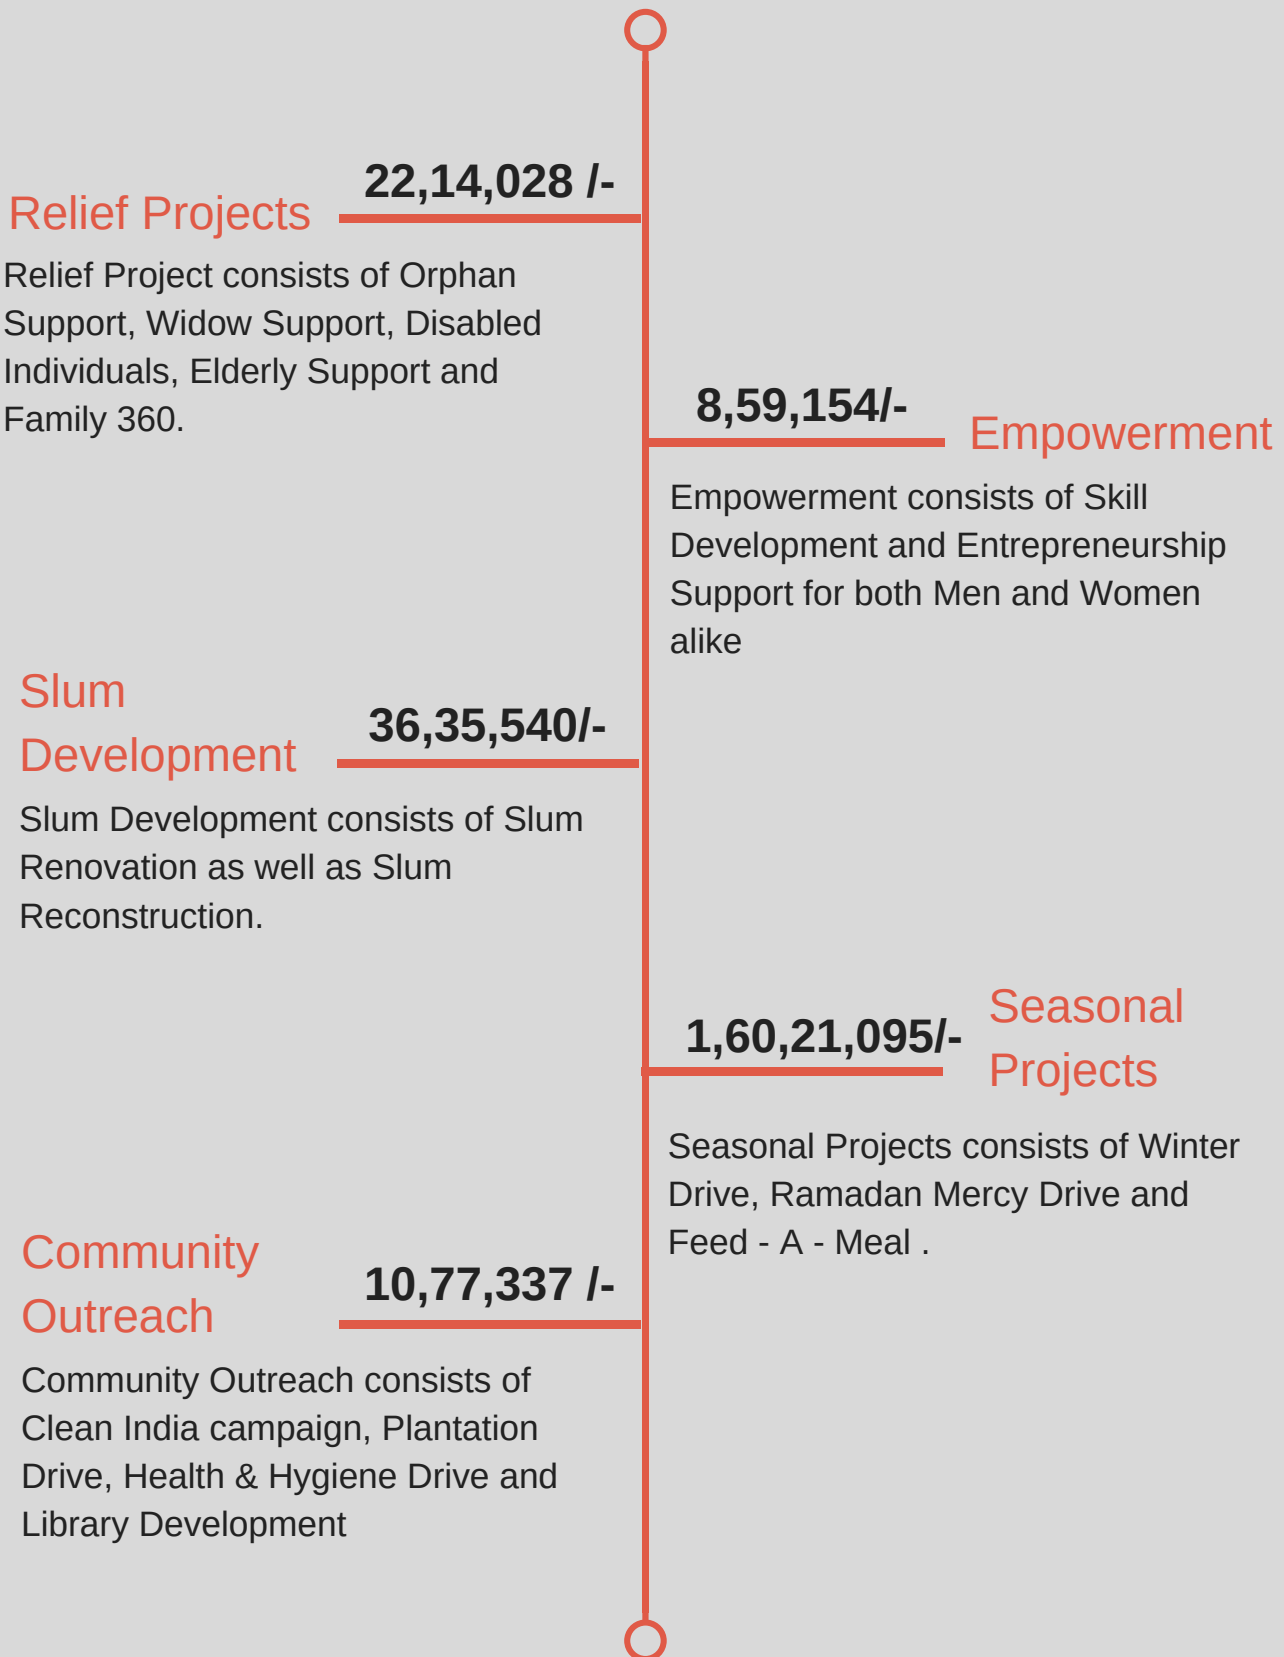 22,14,028 /-
Relief Projects
Relief Project consists of Orphan
Support, Widow Support, Disabled
Individuals, Elderly Support and
Family 360.
8,59,154/-
Empowerment
Empowerment consists of Skill
Development and Entrepreneurship
Support for both Men and Women
alike
Slum
Development
36,35,540/-
Slum Development consists of Slum
Renovation as well as Slum
Reconstruction.
1,60,21,095/-
Seasonal
Projects
Seasonal Projects consists of Winter
Drive, Ramadan Mercy Drive and
Feed - A - Meal .
Community
Outreach
10,77,337 /-
Community Outreach consists of
Clean India campaign, Plantation
Drive, Health & Hygiene Drive and
Library Development